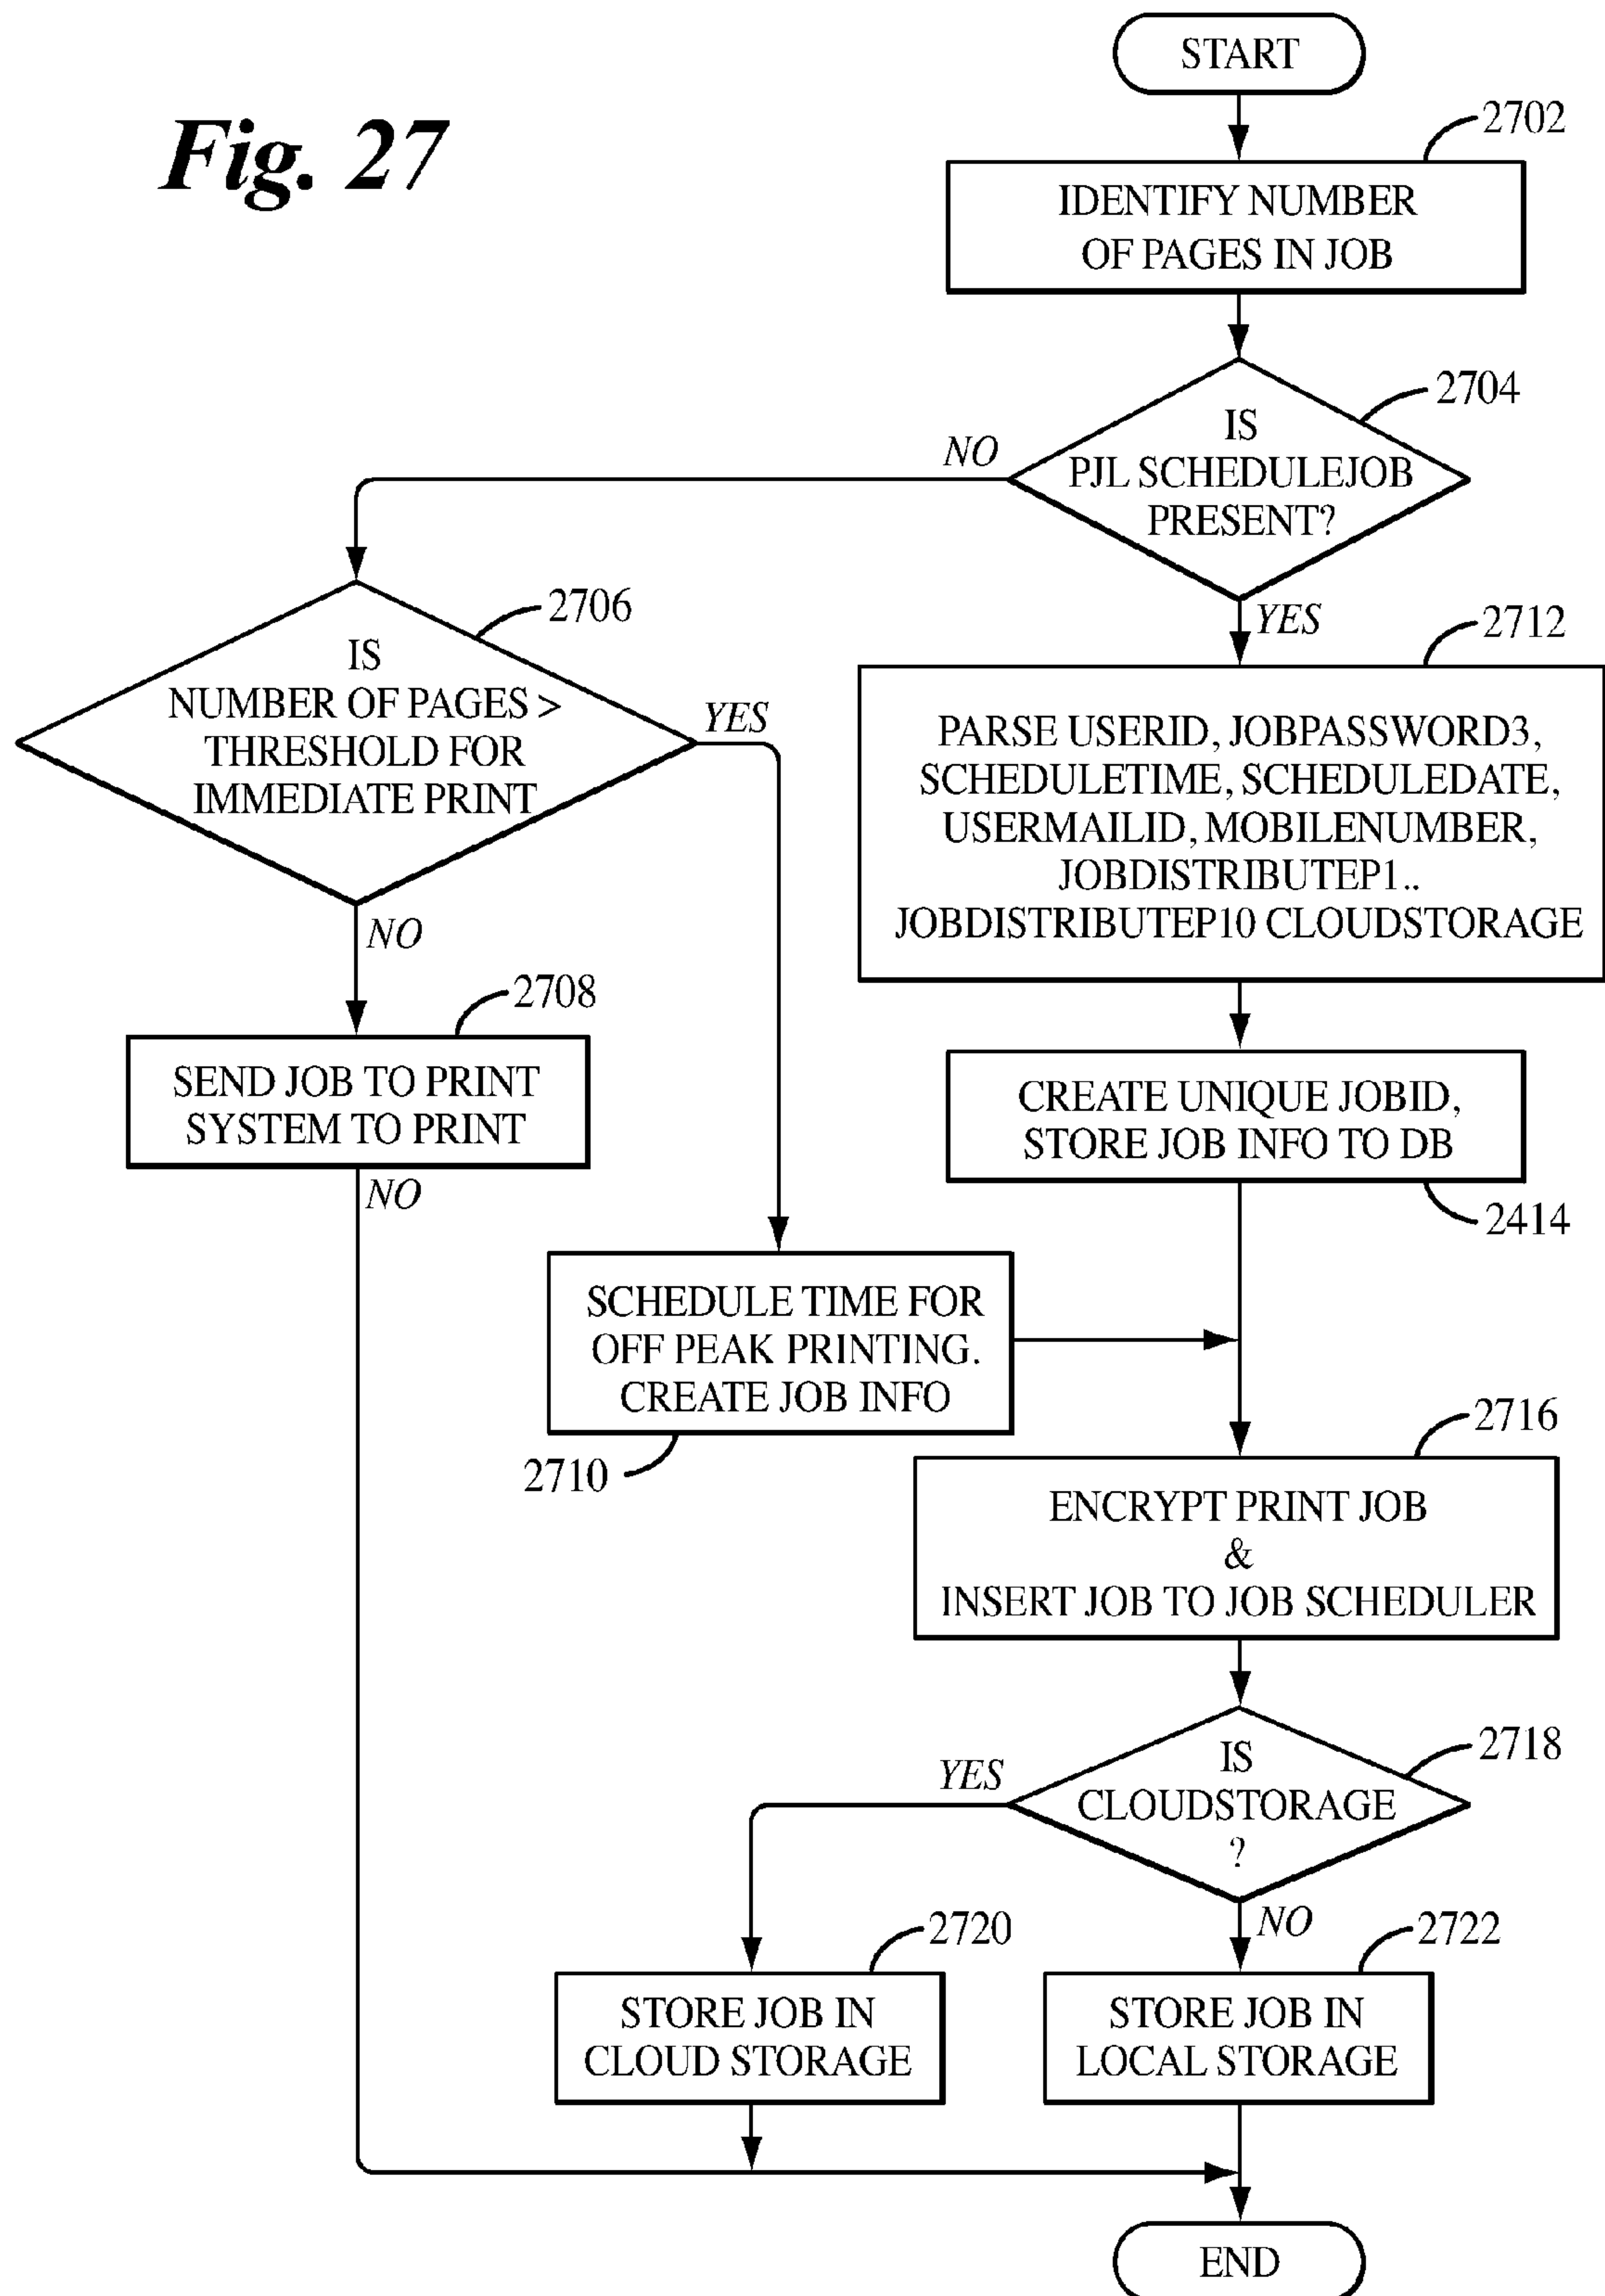 Fig. 27
START
2702
IDENTIFY NUMBER
OF PAGES IN JOB
2704
IS
PJL SCHEDULEJOB
PRESENT?
NO
YES
2706
IS
NUMBER OF PAGES >
THRESHOLD FOR
IMMEDIATE PRINT
YES
NO
2712
PARSE USERID, JOBPASSWORD3,
SCHEDULETIME, SCHEDULEDATE,
USERMAILID, MOBILENUMBER,
JOBDISTRIBUTEP1..
JOBDISTRIBUTEP10 CLOUDSTORAGE
2708
SEND JOB TO PRINT
SYSTEM TO PRINT
NO
CREATE UNIQUE JOBID,
STORE JOB INFO TO DB
2414
SCHEDULE TIME FOR
OFF PEAK PRINTING.
CREATE JOB INFO
2710
2716
ENCRYPT PRINT JOB
&
INSERT JOB TO JOB SCHEDULER
2718
IS
CLOUDSTORAGE
?
YES
NO
2720
STORE JOB IN
CLOUD STORAGE
2722
STORE JOB IN
LOCAL STORAGE
END